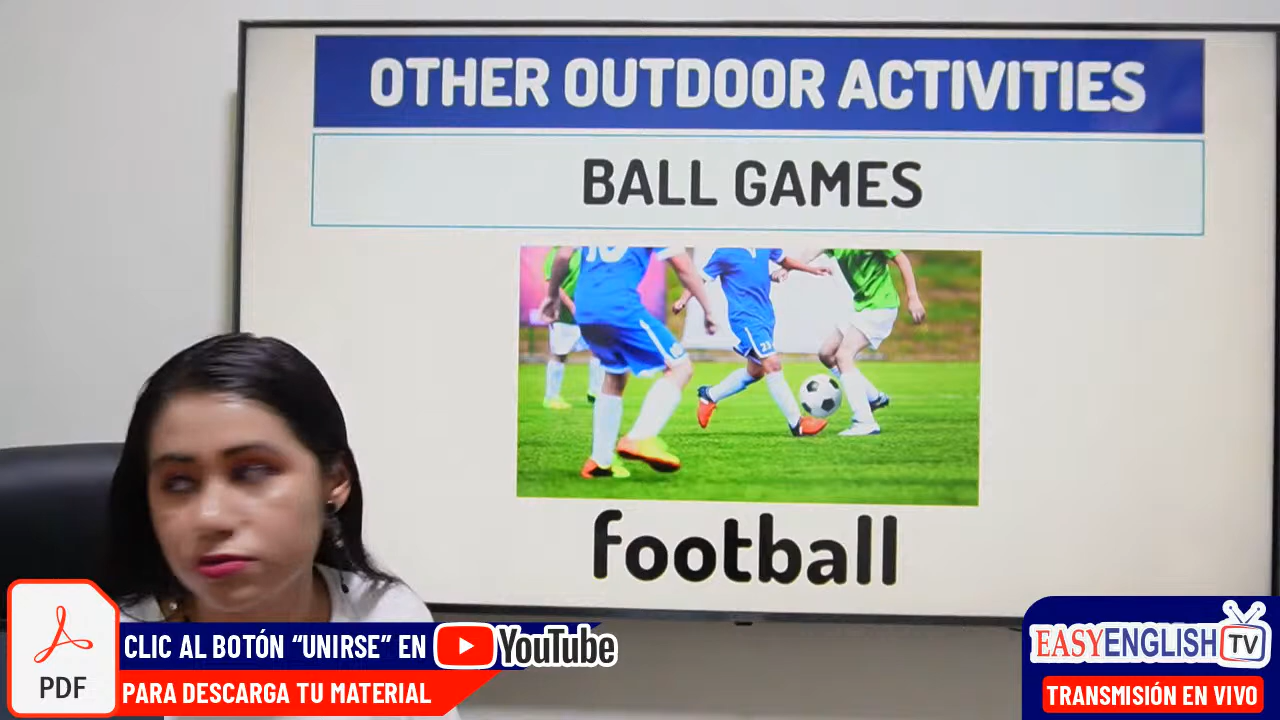 OTHER OUTDOOR ACTIVITIES
BALL GAMES
football
PDF
CLIC AL BOTÓN “UNIRSE” EN YouTube
PARA DESCARGA TU MATERIAL
EASYENGLISH TV
TRANSMISIÓN EN VIVO